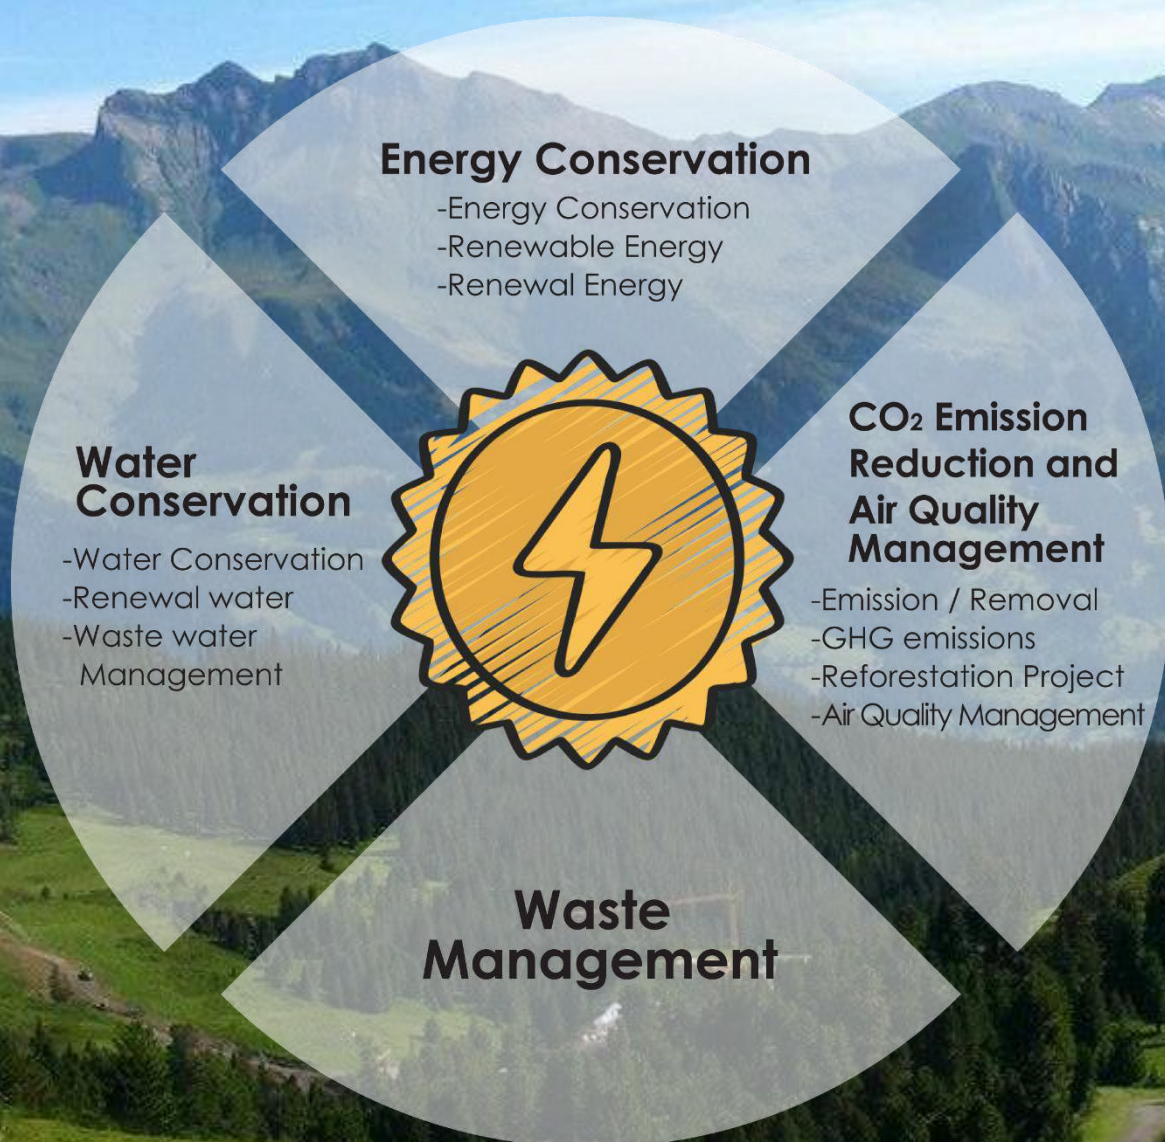 Energy Conservation
-Energy Conservation
-Renewable Energy
-Renewal Energy
Water
Conservation
-Water Conservation
-Renewal water
-Waste water
Management
CO₂ Emission
Reduction and
Air Quality
Management
-Emission / Removal
-GHG emissions
-Reforestation Project
-Air Quality Management
Waste
Management